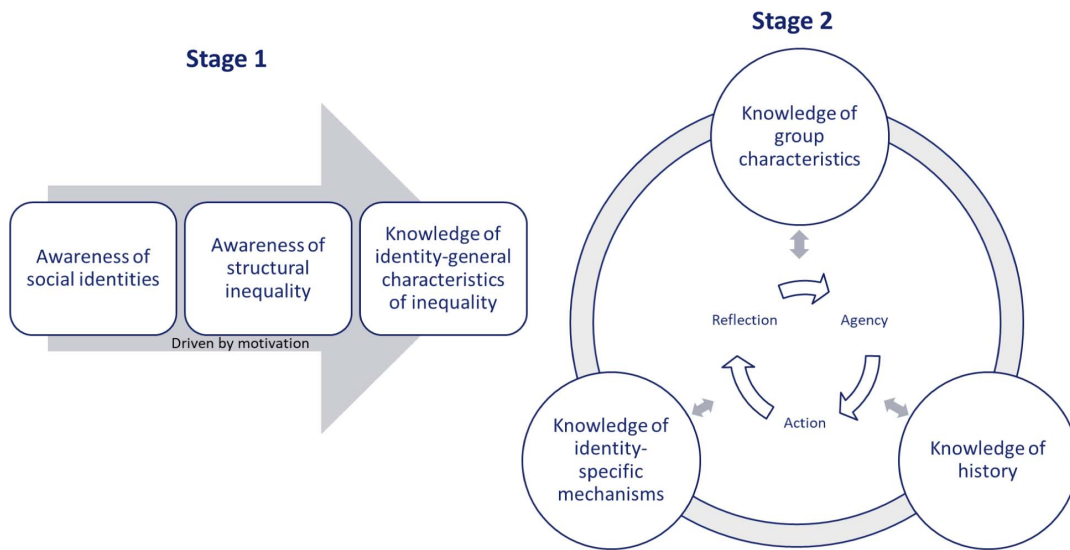 Stage 1
Awareness of
social identities
Awareness of
structural
inequality
Knowledge of
identity-general
characteristics
of inequality
Driven by motivation
Stage 2
Knowledge of
group
characteristics
Reflection
Agency
Action
Knowledge of
identity-
specific
mechanisms
Knowledge of
history